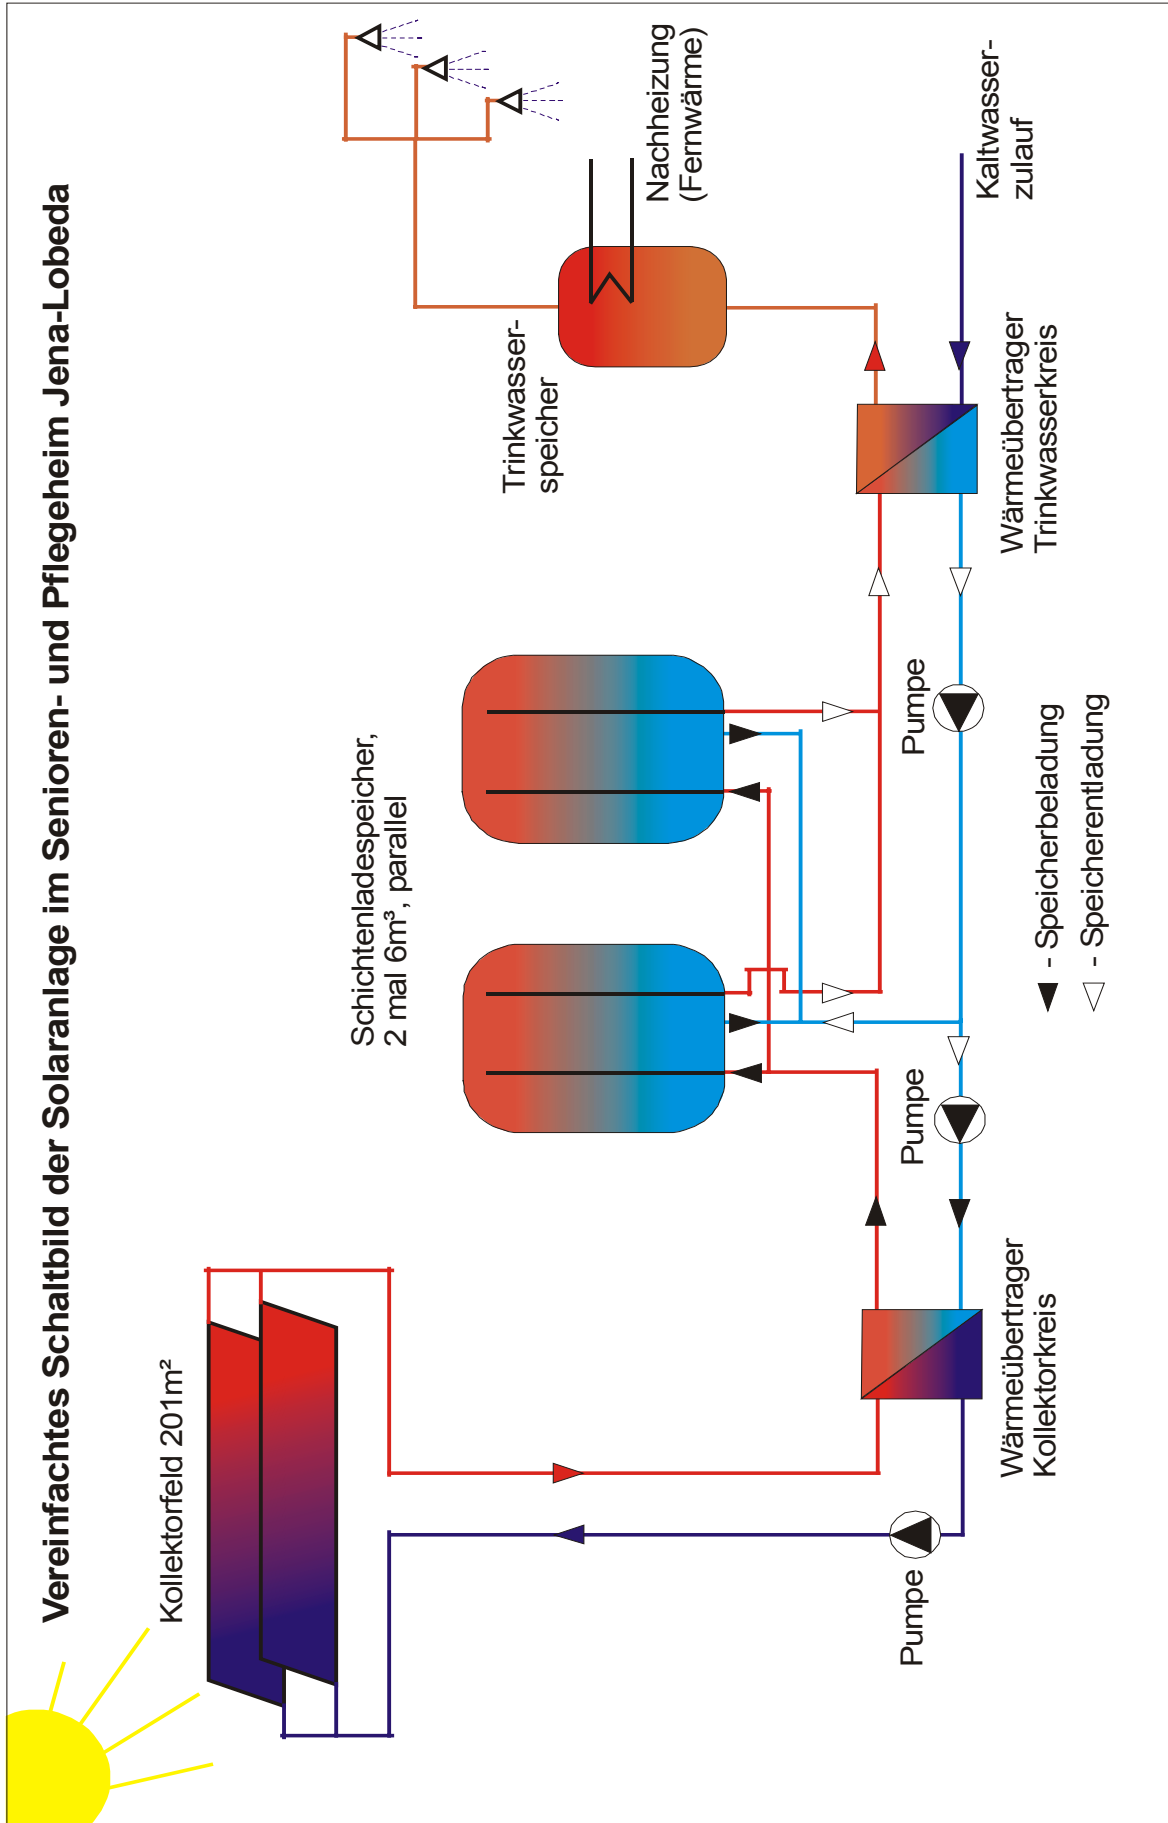 Vereinfachtes Schaltbild der Solaranlage im Senioren- und Pflegeheim Jena-Lobeda
Kollektorfeld 201m²
Schichtenladespeicher,
2 mal 6m³, parallel
Trinkwasser-
speicher
Nachheizung
(Fernwärme)
Pumpe
Pumpe
Pumpe
Wärmeübertrager
Kollektorkreis
Wärmeübertrager
Trinkwasserkreis
Kaltwasser-
zulauf
- Speicherbeladung
- Speicherentladung